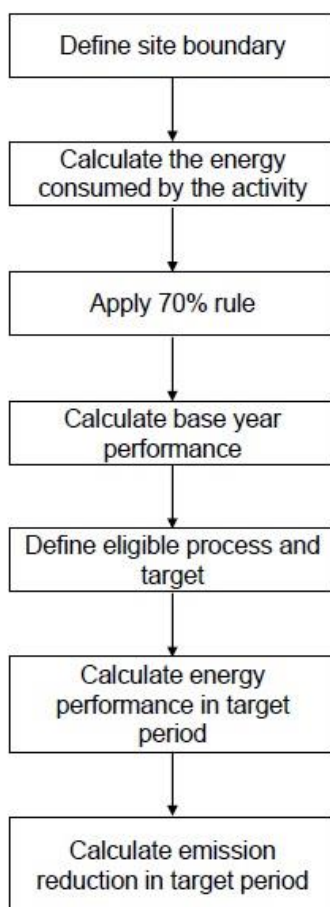 Define site boundary
Calculate the energy
consumed by the activity
Apply 70% rule
Calculate base year
performance
Define eligible process and
target
Calculate energy
performance in target
period
Calculate emission
reduction in target period